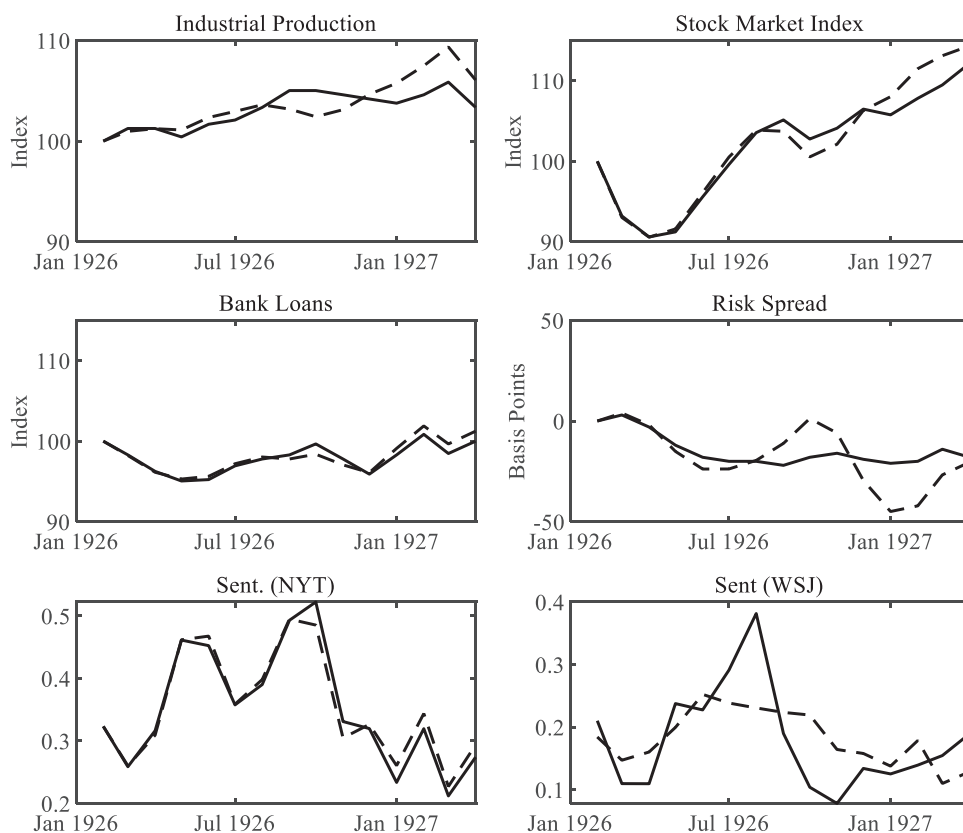 Industrial Production
110
100
90
Index
Jan 1926
Jul 1926
Jan 1927
Stock Market Index
110
100
90
Index
Jan 1926
Jul 1926
Jan 1927
Bank Loans
110
100
90
Index
Jan 1926
Jul 1926
Jan 1927
Risk Spread
50
0
-50
Basis Points
Jan 1926
Jul 1926
Jan 1927
Sent. (NYT)
0.5
0.4
0.3
0.2
Jan 1926
Jul 1926
Jan 1927
Sent (WSJ)
0.4
0.3
0.2
0.1
Jan 1926
Jul 1926
Jan 1927